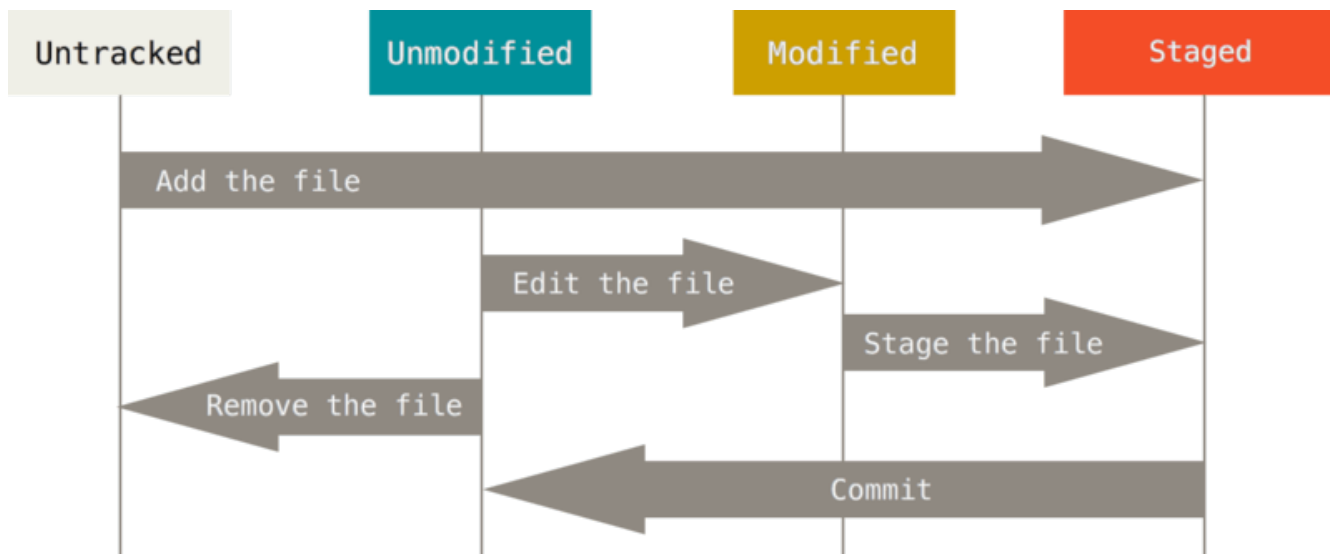 Untracked
Unmodified
Modified
Staged
Add the file
Edit the file
Stage the file
Remove the file
Commit